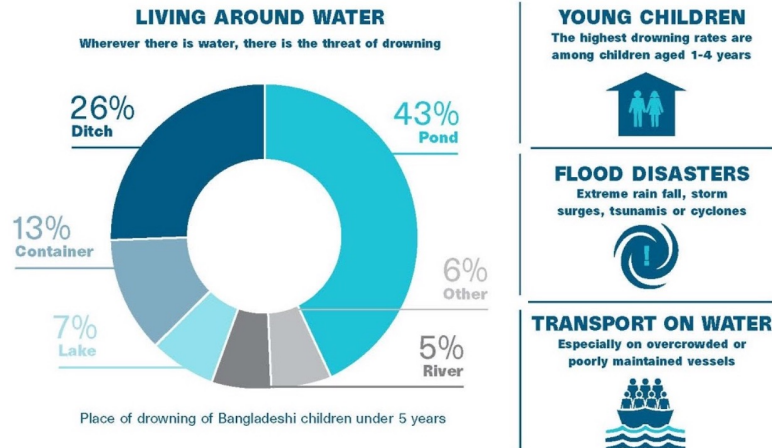 LIVING AROUND WATER
Wherever there is water, there is the threat of drowning
26%
Ditch
43%
Pond
13%
Container
6%
Other
7%
Lake
5%
River
Place of drowning of Bangladeshi children under 5 years
YOUNG CHILDREN
The highest drowning rates are
among children aged 1-4 years
FLOOD DISASTERS
Extreme rain fall, storm
surges, tsunamis or cyclones
!
TRANSPORT ON WATER
Especially on overcrowded or
poorly maintained vessels